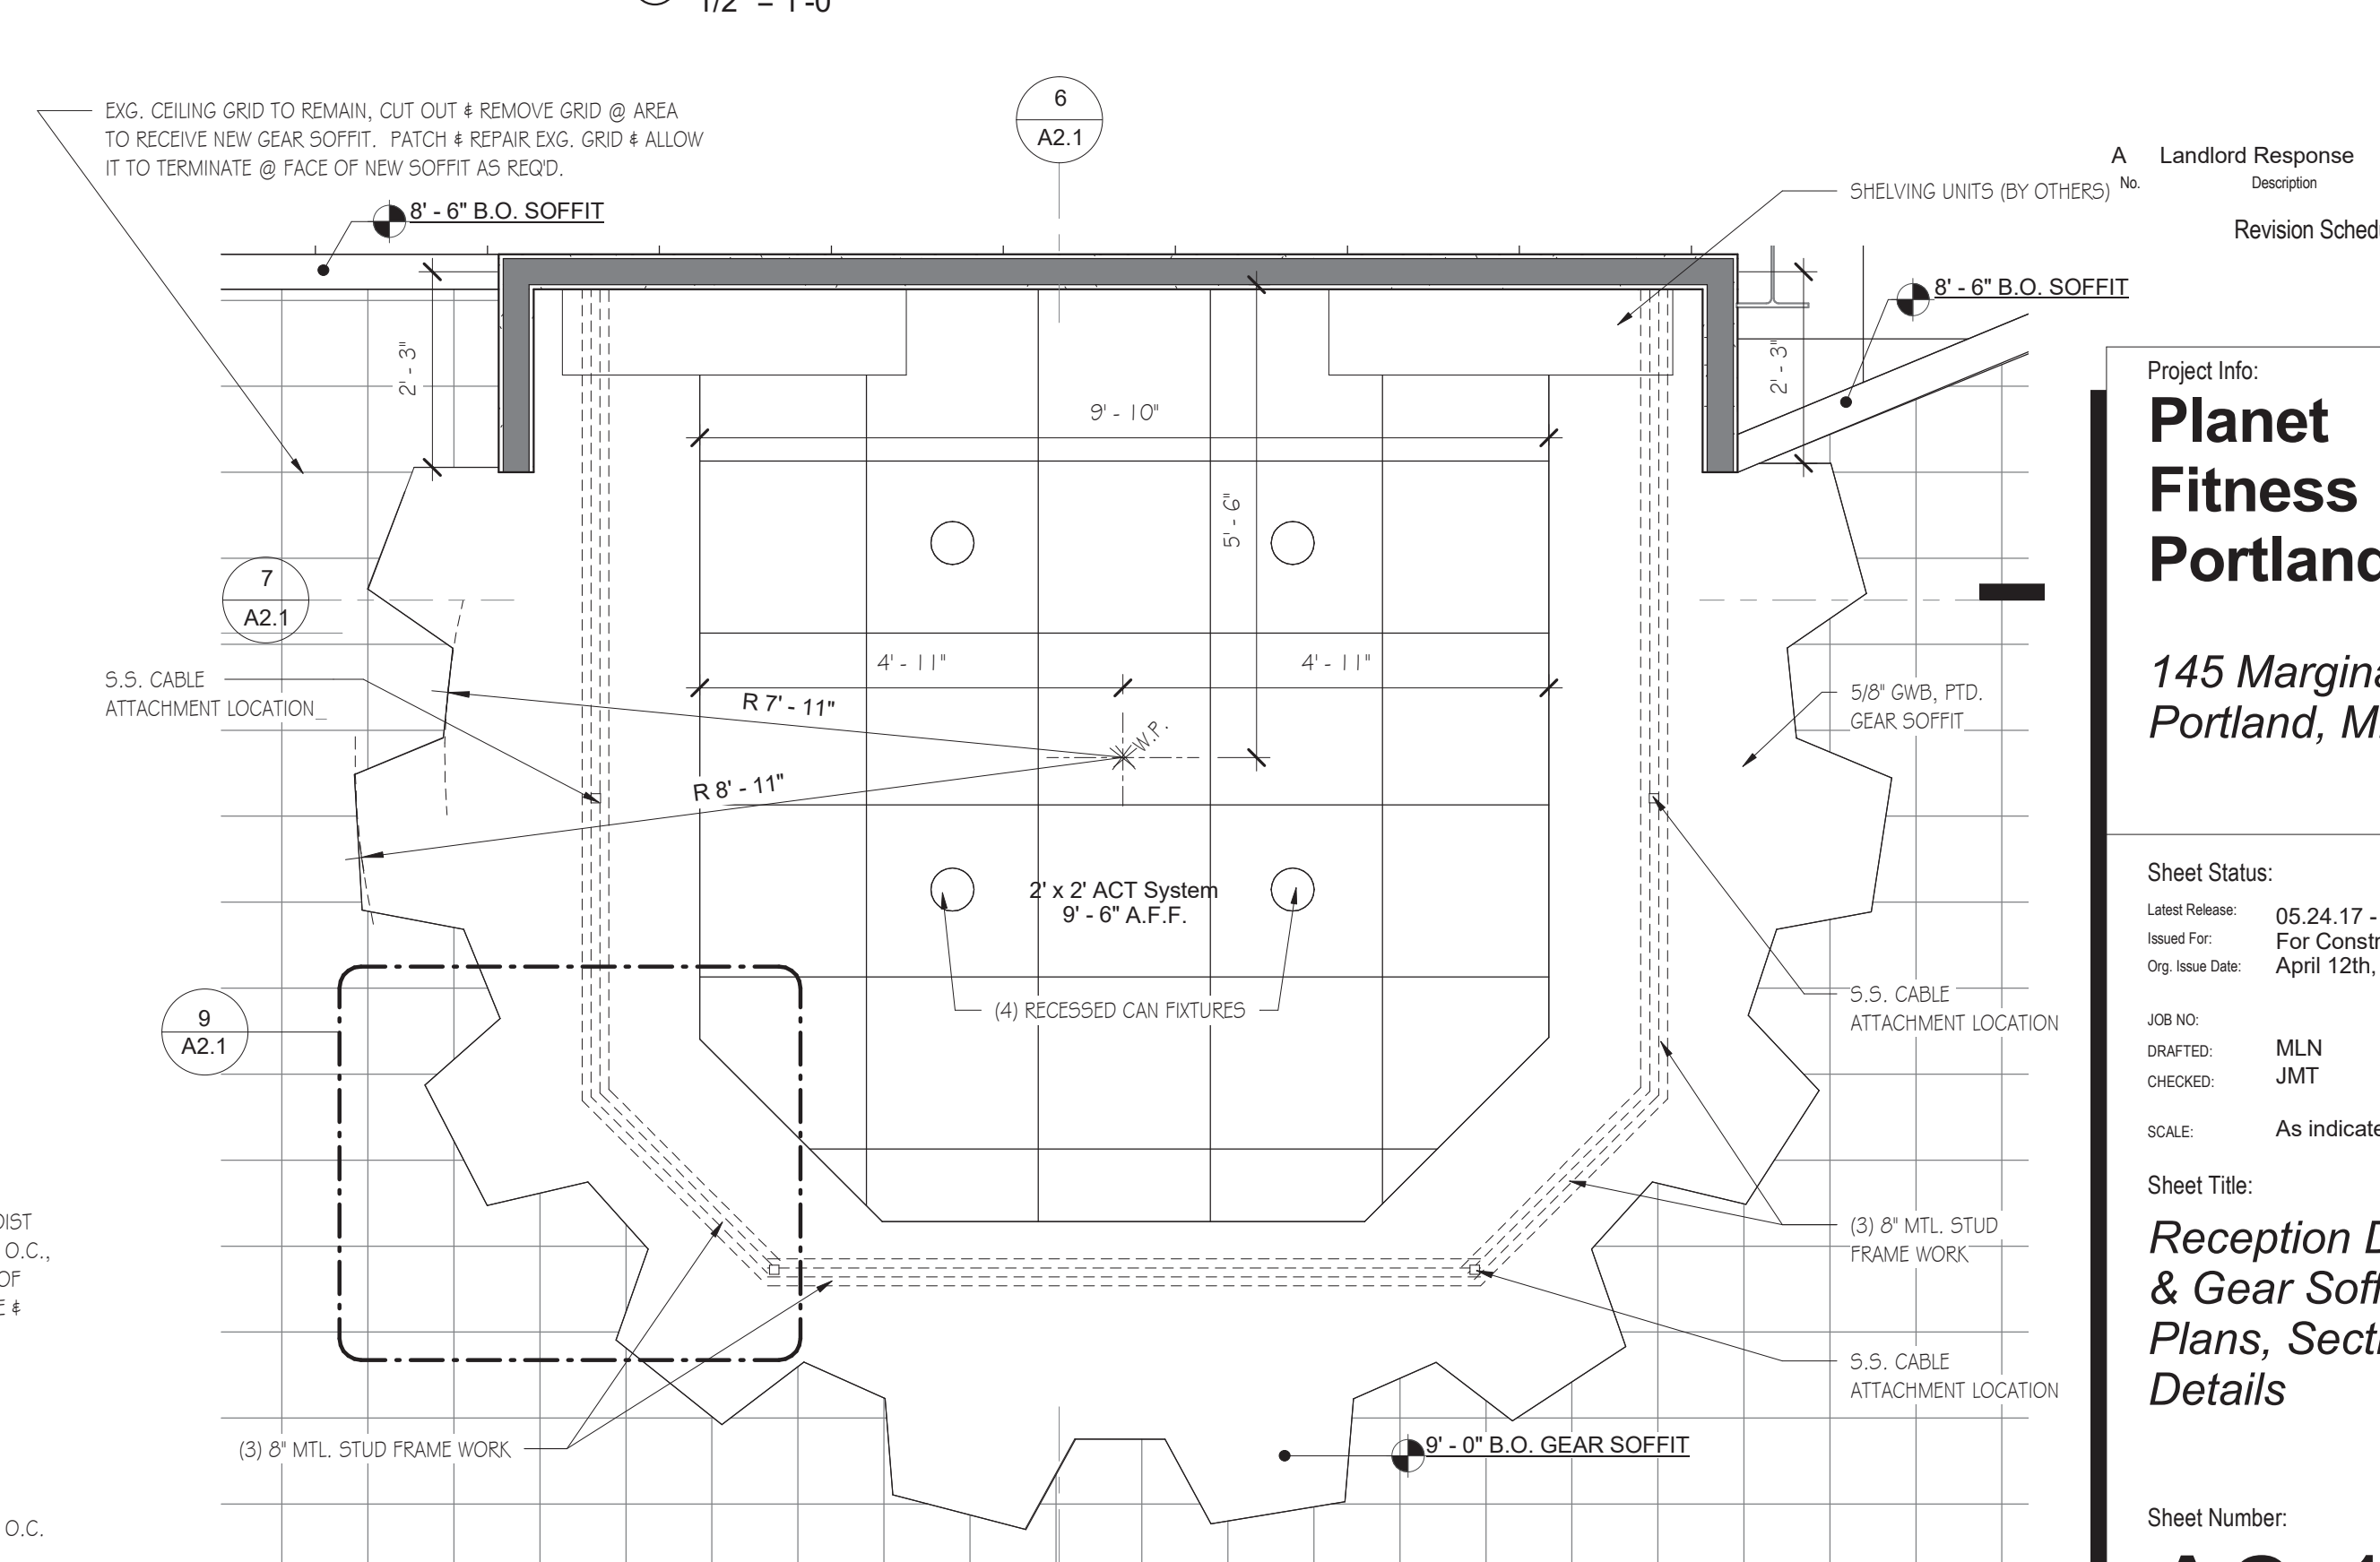 1/2" = 1'-0"
EXG. CEILING GRID TO REMAIN, CUT OUT & REMOVE GRID @ AREA
TO RECEIVE NEW GEAR SOFFIT. PATCH & REPAIR EXG. GRID & ALLOW
IT TO TERMINATE @ FACE OF NEW SOFFIT AS REQ'D.
8' - 6" B.O. SOFFIT
6
A2.1
SHELVING UNITS (BY OTHERS)
8' - 6" B.O. SOFFIT
2' - 3"
2' - 3"
9' - 10"
5' - 6"
7
A2.1
4' - 11"
4' - 11"
S.S. CABLE
ATTACHMENT LOCATION
R 7' - 11"
W.P.
R 8' - 11"
5/8" GWB, PTD.
GEAR SOFFIT
2' x 2' ACT System
9' - 6" A.F.F.
(4) RECESSED CAN FIXTURES
9
A2.1
S.S. CABLE
ATTACHMENT LOCATION
(3) 8" MTL. STUD
FRAME WORK
S.S. CABLE
ATTACHMENT LOCATION
(3) 8" MTL. STUD FRAME WORK
9' - 0" B.O. GEAR SOFFIT
O.C.,
OF
&
O.C.
A Landlord Response
No. Description
Revision Sched
Project Info:
Planet
Fitness
Portland
145 Margina
Portland, M
Sheet Status:
Latest Release: 05.24.17 -
Issued For: For Constr
Org. Issue Date: April 12th,
JOB NO:
DRAFTED: MLN
CHECKED: JMT
SCALE: As indicate
Sheet Title:
Reception D
& Gear Soff
Plans, Secti
Details
Sheet Number: